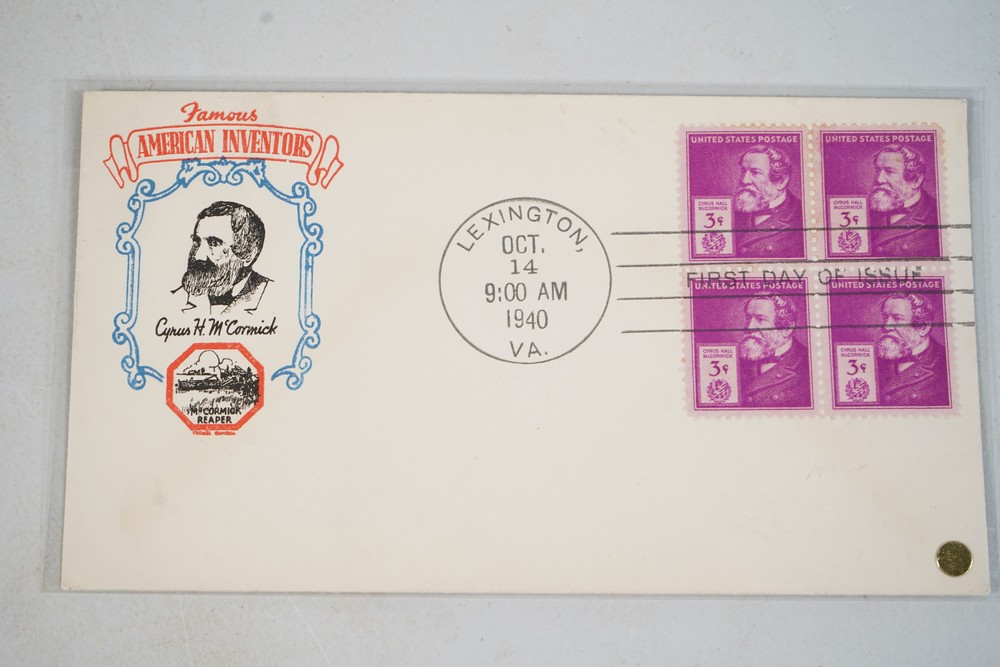 Famous
AMERICAN INVENTORS
Cyrus H. McCormick
McCORMICK
REAPER
LEXINGTON,
OCT.
14
9:00 AM
1940
VA.
FIRST DAY OF ISSUE
UNITED STATES POSTAGE
CYRUS HALL
McCORMICK
3¢
UNITED STATES POSTAGE
CYRUS HALL
McCORMICK
3¢
UNITED STATES POSTAGE
CYRUS HALL
McCORMICK
3¢
UNITED STATES POSTAGE
CYRUS HALL
McCORMICK
3¢